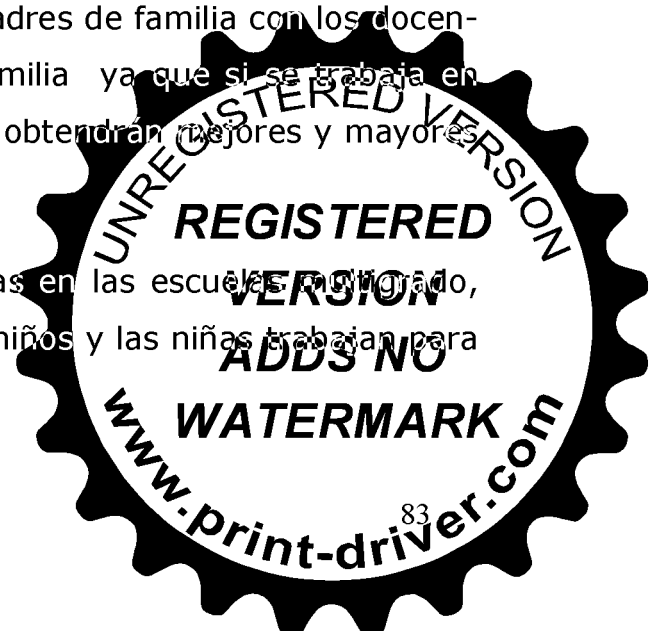 adres de familia con los docen-
milia ya que si se trabaja en
obtendrán mejores y mayores
UNREGISTERED VERSION
REGISTERED
as en las escuelas multigrado,
VERSION
niños y las niñas trabajan para
ADDS NO
WATERMARK
www.print-driver.com
83